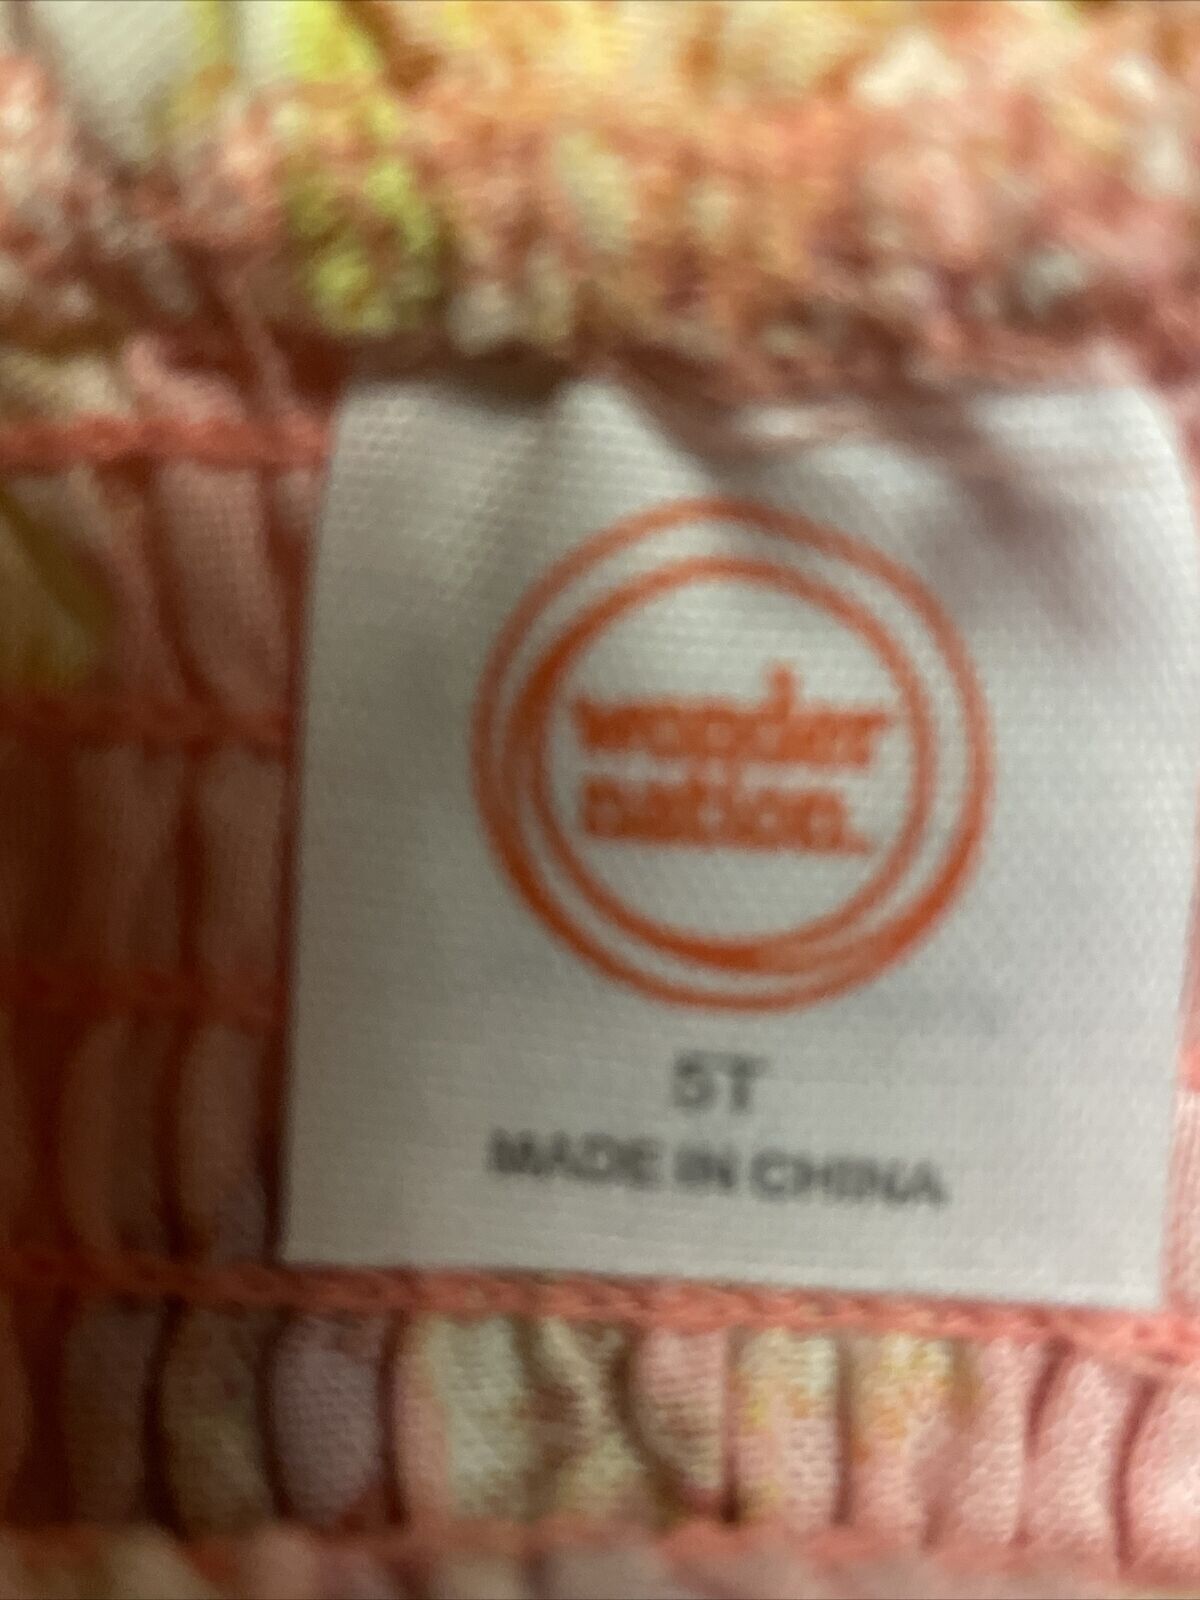 wonder
nation.
5T
MADE IN CHINA